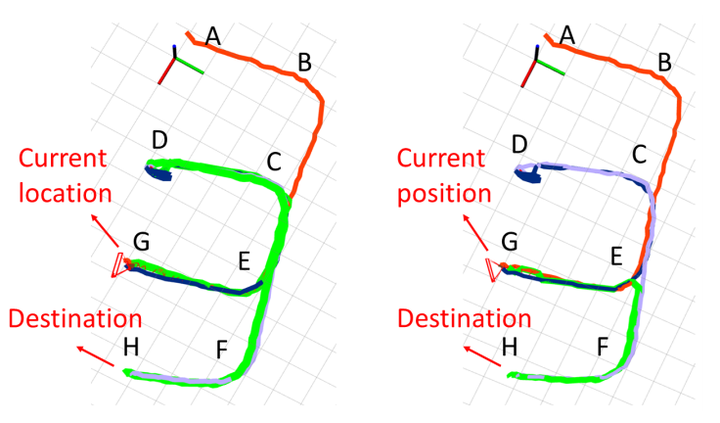 A
B
D
C
Current
location
G
E
Destination
H
F
A
B
D
C
Current
position
G
E
Destination
H
F